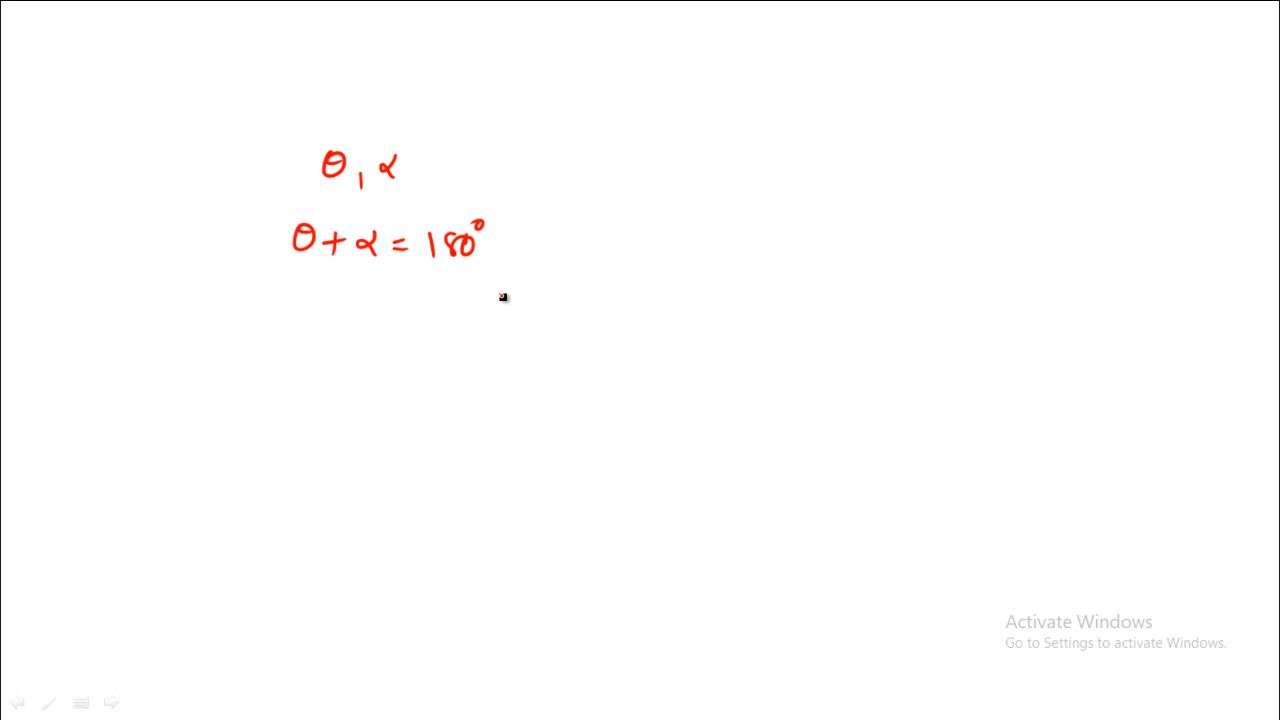 θ, α
θ + α = 180°
Activate Windows
Go to Settings to activate Windows.